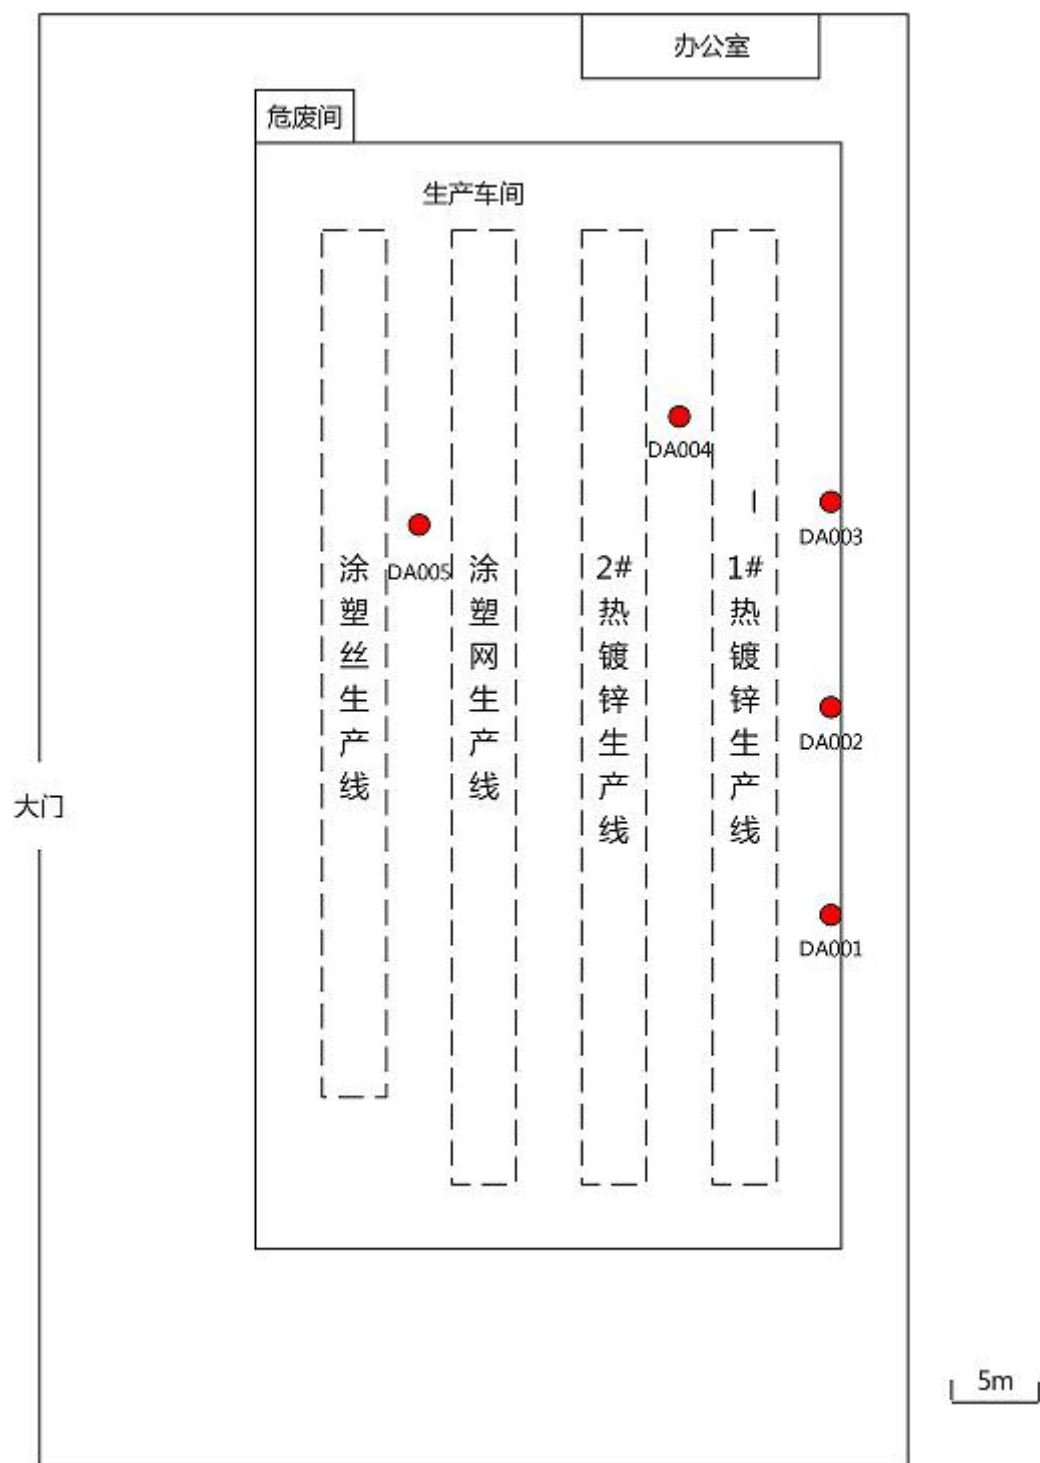 办公室
危废间
生产车间
DA004
DA003
DA005
涂塑丝生产线
涂塑网生产线
2#热镀锌生产线
1#热镀锌生产线
DA002
大门
DA001
5m